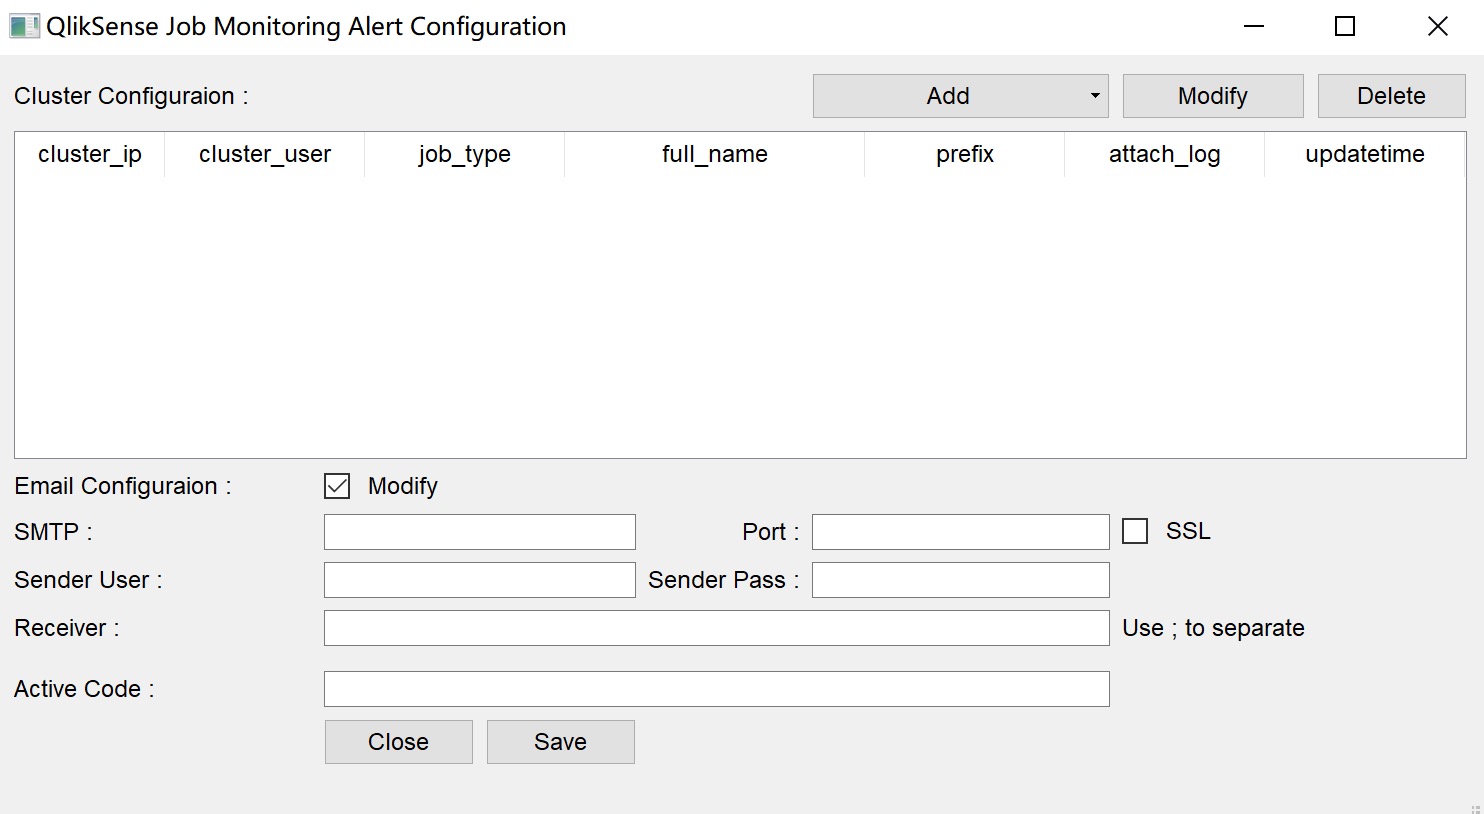 QlikSense Job Monitoring Alert Configuration
Cluster Configuraion : Add Modify Delete
cluster_ip cluster_user job_type full_name prefix attach_log updatetime
Email Configuraion : Modify
SMTP : Port : SSL
Sender User : Sender Pass :
Receiver : Use ; to separate
Active Code :
Close Save